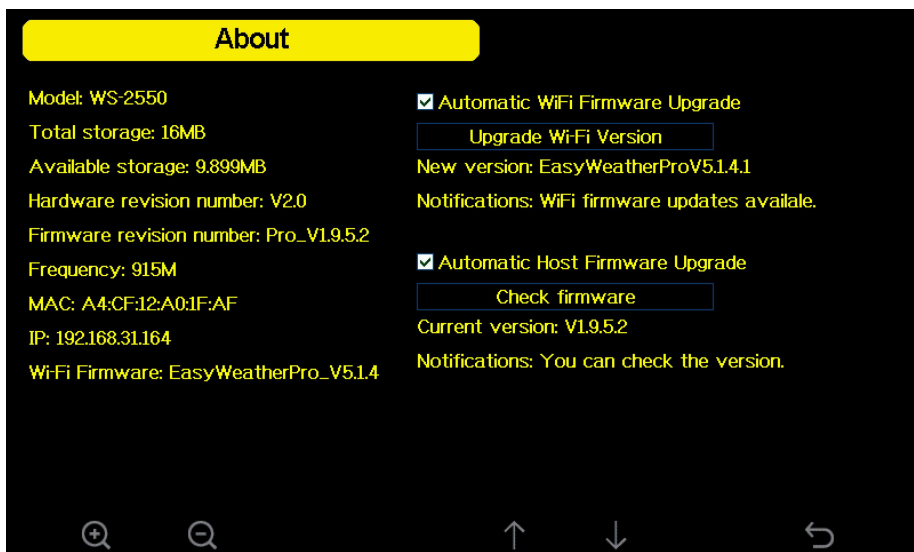 About
Model: WS-2550
Total storage: 16MB
Available storage: 9.899MB
Hardware revision number: V2.0
Firmware revision number: Pro_V1.9.5.2
Frequency: 915M
MAC: A4:CF:12:A0:1F:AF
IP: 192.168.31.164
Wi-Fi Firmware: EasyWeatherPro_V5.1.4
Automatic WiFi Firmware Upgrade
Upgrade Wi-Fi Version
New version: EasyWeatherProV5.1.4.1
Notifications: WiFi firmware updates availale.
Automatic Host Firmware Upgrade
Check firmware
Current version: V1.9.5.2
Notifications: You can check the version.